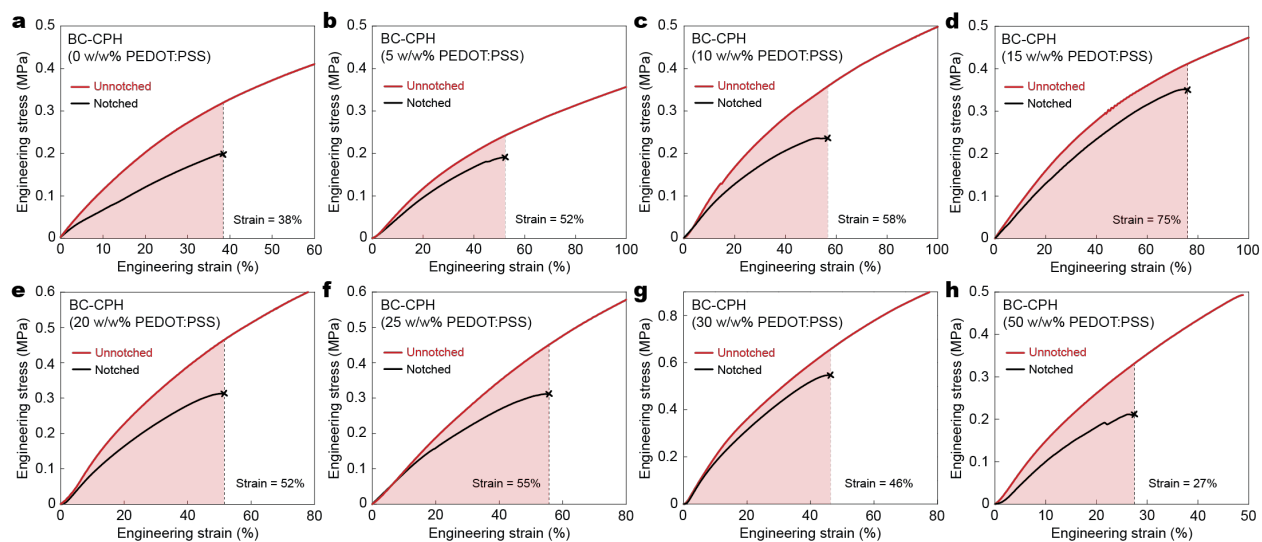 a
BC-CPH
(0 w/w% PEDOT:PSS)
Unnotched
Notched
Strain = 38%
Engineering stress (MPa)
0.5
0.4
0.3
0.2
0.1
0
0 10 20 30 40 50 60
Engineering strain (%)
b
BC-CPH
(5 w/w% PEDOT:PSS)
Unnotched
Notched
Strain = 52%
Engineering stress (MPa)
0.5
0.4
0.3
0.2
0.1
0
0 20 40 60 80 100
Engineering strain (%)
c
BC-CPH
(10 w/w% PEDOT:PSS)
Unnotched
Notched
Strain = 58%
Engineering stress (MPa)
0.5
0.4
0.3
0.2
0.1
0
0 20 40 60 80 100
Engineering strain (%)
d
BC-CPH
(15 w/w% PEDOT:PSS)
Unnotched
Notched
Strain = 75%
Engineering stress (MPa)
0.5
0.4
0.3
0.2
0.1
0
0 20 40 60 80 100
Engineering strain (%)
e
BC-CPH
(20 w/w% PEDOT:PSS)
Unnotched
Notched
Strain = 52%
Engineering stress (MPa)
0.6
0.5
0.4
0.3
0.2
0.1
0
0 20 40 60 80
Engineering strain (%)
f
BC-CPH
(25 w/w% PEDOT:PSS)
Unnotched
Notched
Strain = 55%
Engineering stress (MPa)
0.6
0.5
0.4
0.3
0.2
0.1
0
0 20 40 60 80
Engineering strain (%)
g
BC-CPH
(30 w/w% PEDOT:PSS)
Unnotched
Notched
Strain = 46%
Engineering stress (MPa)
0.8
0.6
0.4
0.2
0
0 20 40 60 80
Engineering strain (%)
h
BC-CPH
(50 w/w% PEDOT:PSS)
Unnotched
Notched
Strain = 27%
Engineering stress (MPa)
0.5
0.4
0.3
0.2
0.1
0
0 10 20 30 40 50
Engineering strain (%)